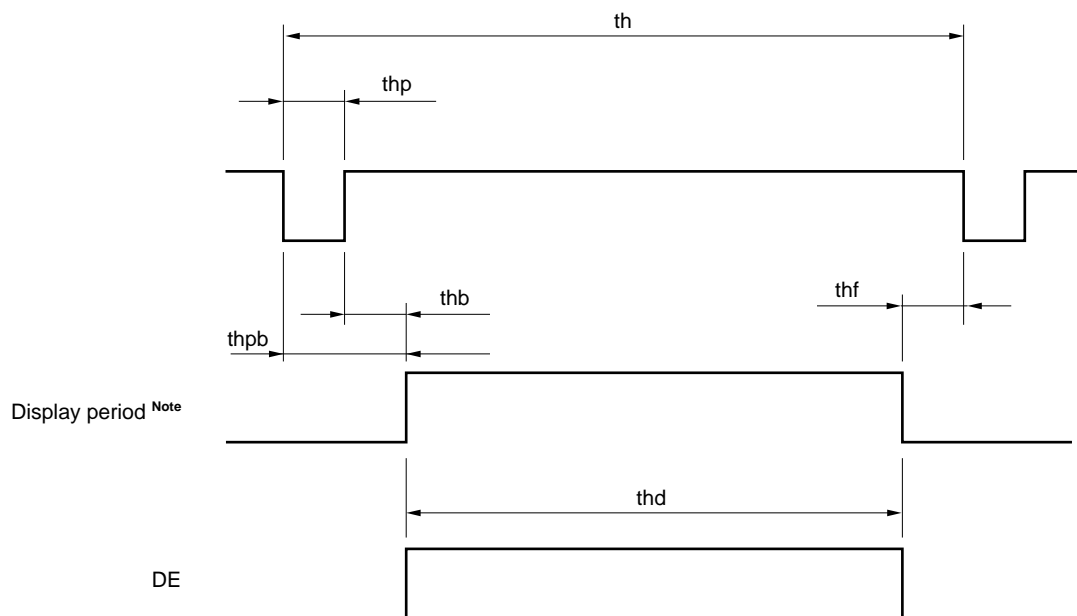 th
thp
thb
thf
thpb
Display period Note
thd
DE